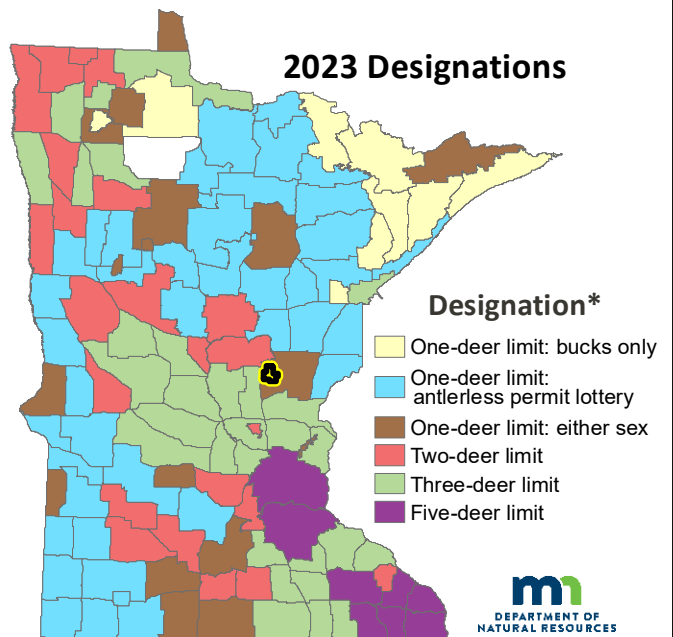 2023 Designations
Designation*
One-deer limit: bucks only
One-deer limit:
antlerless permit lottery
One-deer limit: either sex
Two-deer limit
Three-deer limit
Five-deer limit
mn
DEPARTMENT OF
NATURAL RESOURCES